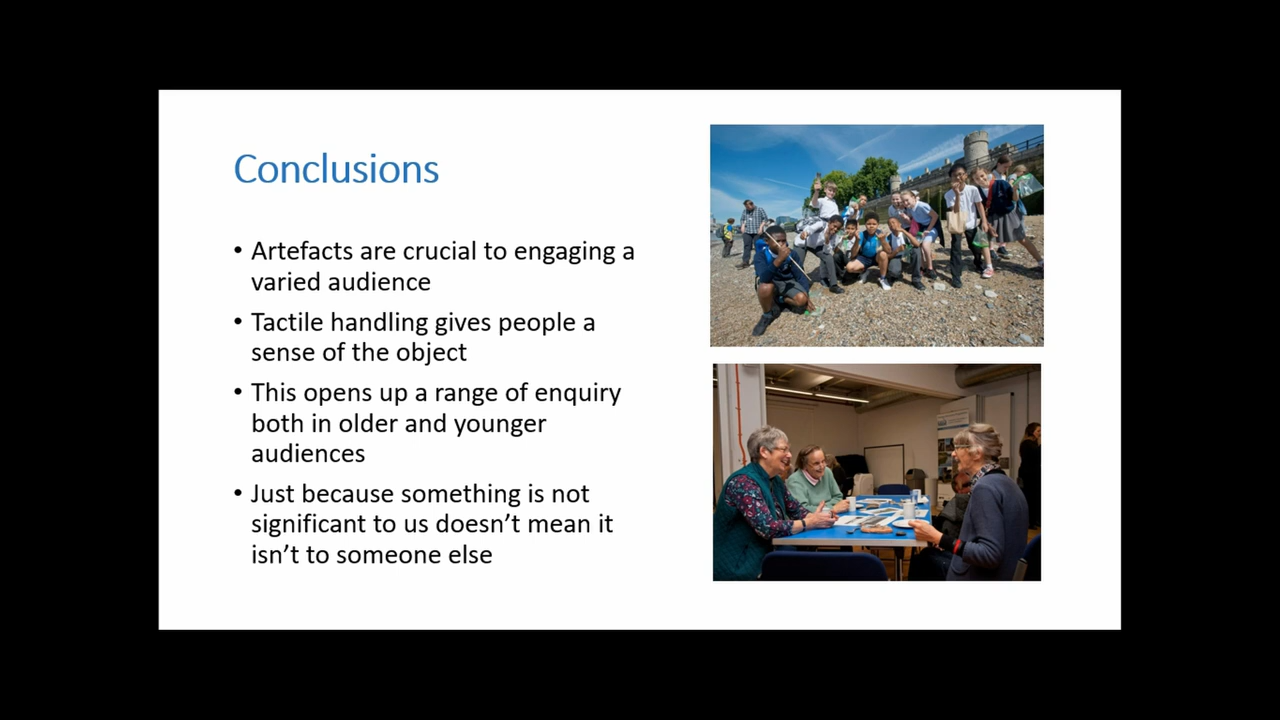 Conclusions
• Artefacts are crucial to engaging a
varied audience
• Tactile handling gives people a
sense of the object
• This opens up a range of enquiry
both in older and younger
audiences
• Just because something is not
significant to us doesn’t mean it
isn’t to someone else